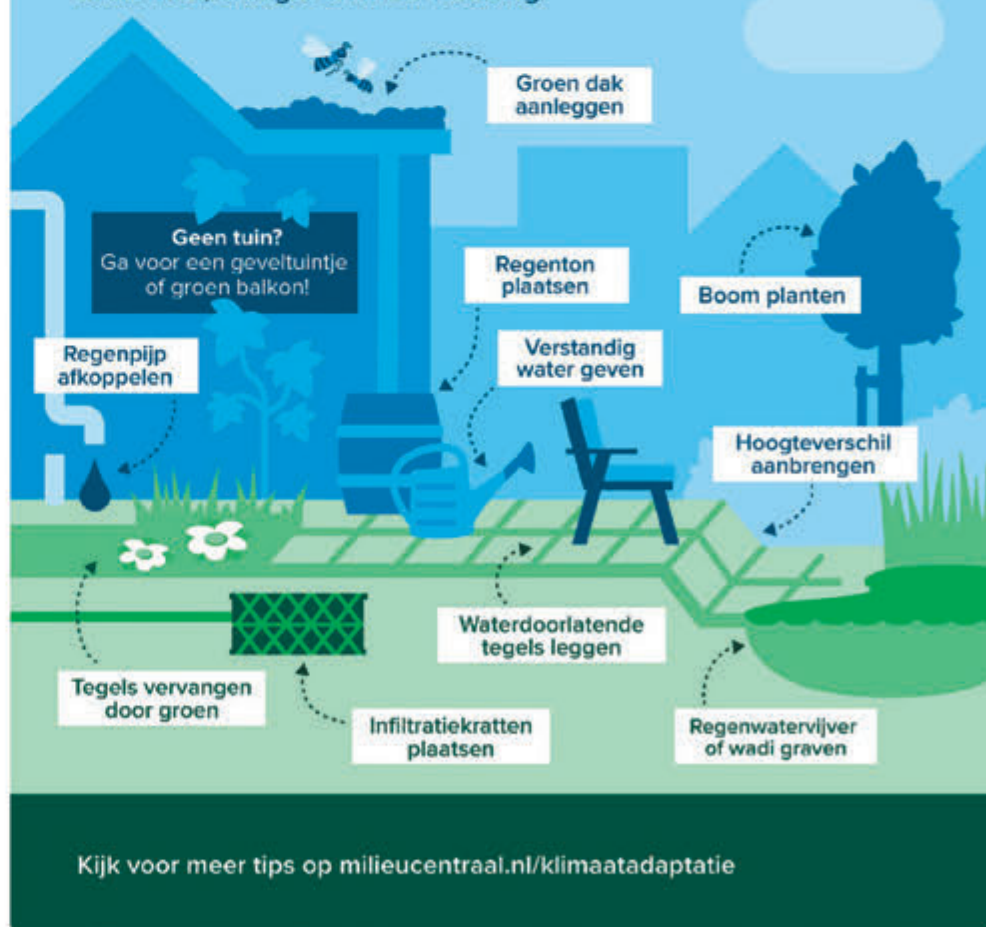 Groen dak
aanleggen
Geen tuin?
Ga voor een geveltuintje
of groen balkon!
Regenton
plaatsen
Boom planten
Regenpijp
afkoppelen
Verstandig
water geven
Hoogteverschil
aanbrengen
Waterdoorlatende
tegels leggen
Tegels vervangen
door groen
Infiltratiekratten
plaatsen
Regenwatervijver
of wadi graven
Kijk voor meer tips op milieucentraal.nl/klimaatadaptatie